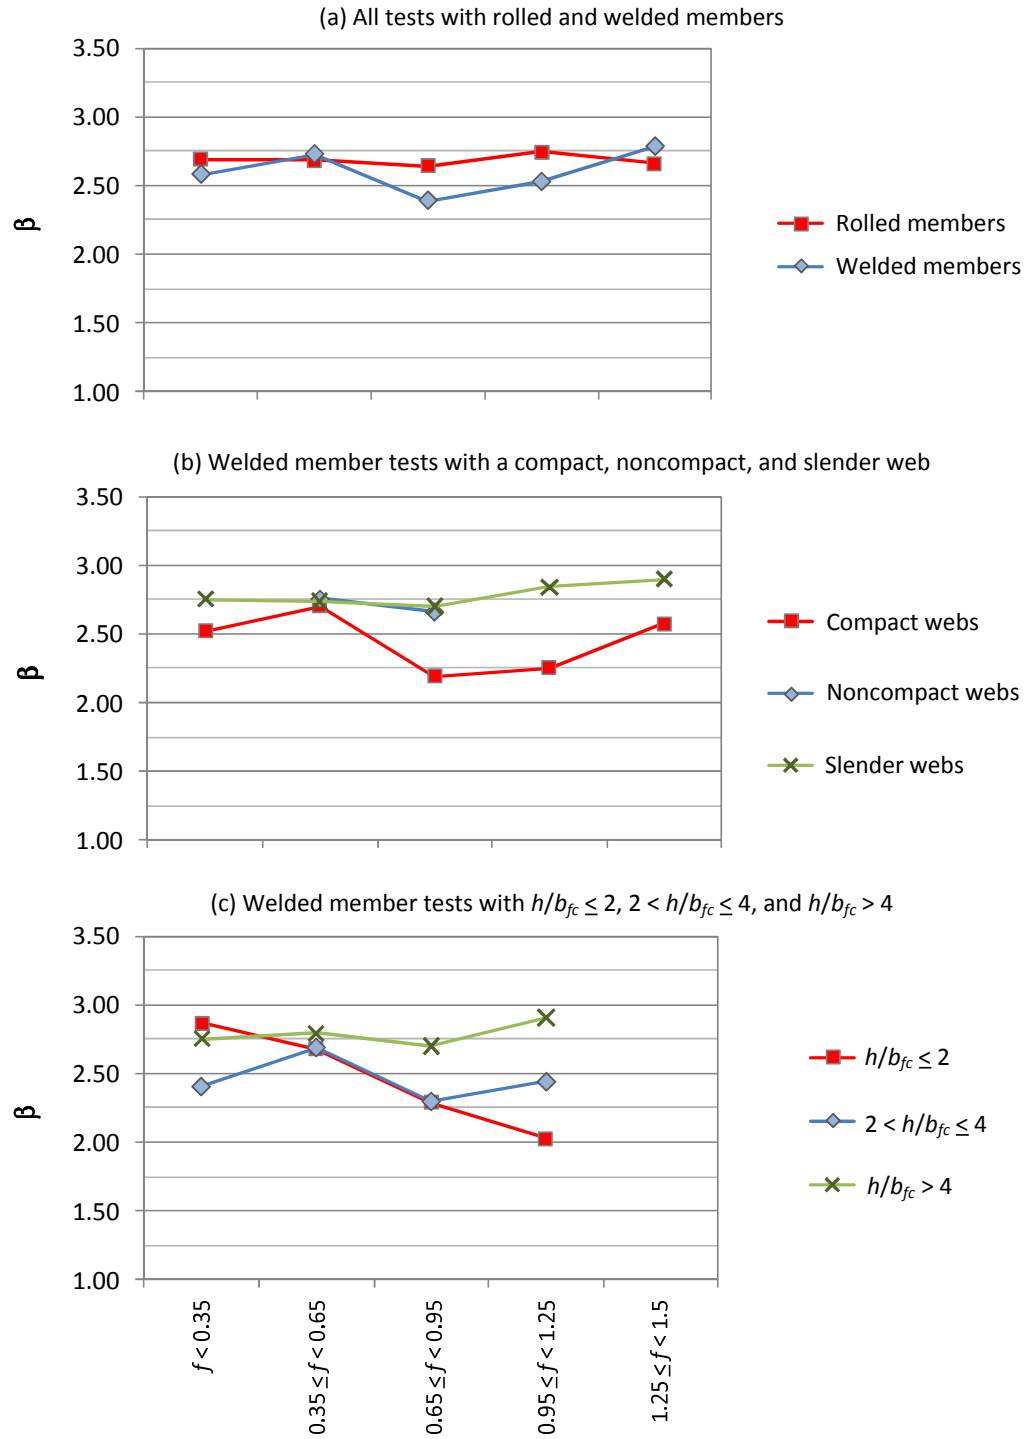 (a) All tests with rolled and welded members
3.50
3.00
2.50
2.00
1.50
1.00
β
Rolled members
Welded members
(b) Welded member tests with a compact, noncompact, and slender web
3.50
3.00
2.50
2.00
1.50
1.00
β
Compact webs
Noncompact webs
Slender webs
(c) Welded member tests with h/bfc ≤ 2, 2 < h/bfc ≤ 4, and h/bfc > 4
3.50
3.00
2.50
2.00
1.50
1.00
β
h/bfc ≤ 2
2 < h/bfc ≤ 4
h/bfc > 4
f < 0.35
0.35 ≤ f < 0.65
0.65 ≤ f < 0.95
0.95 ≤ f < 1.25
1.25 ≤ f < 1.5